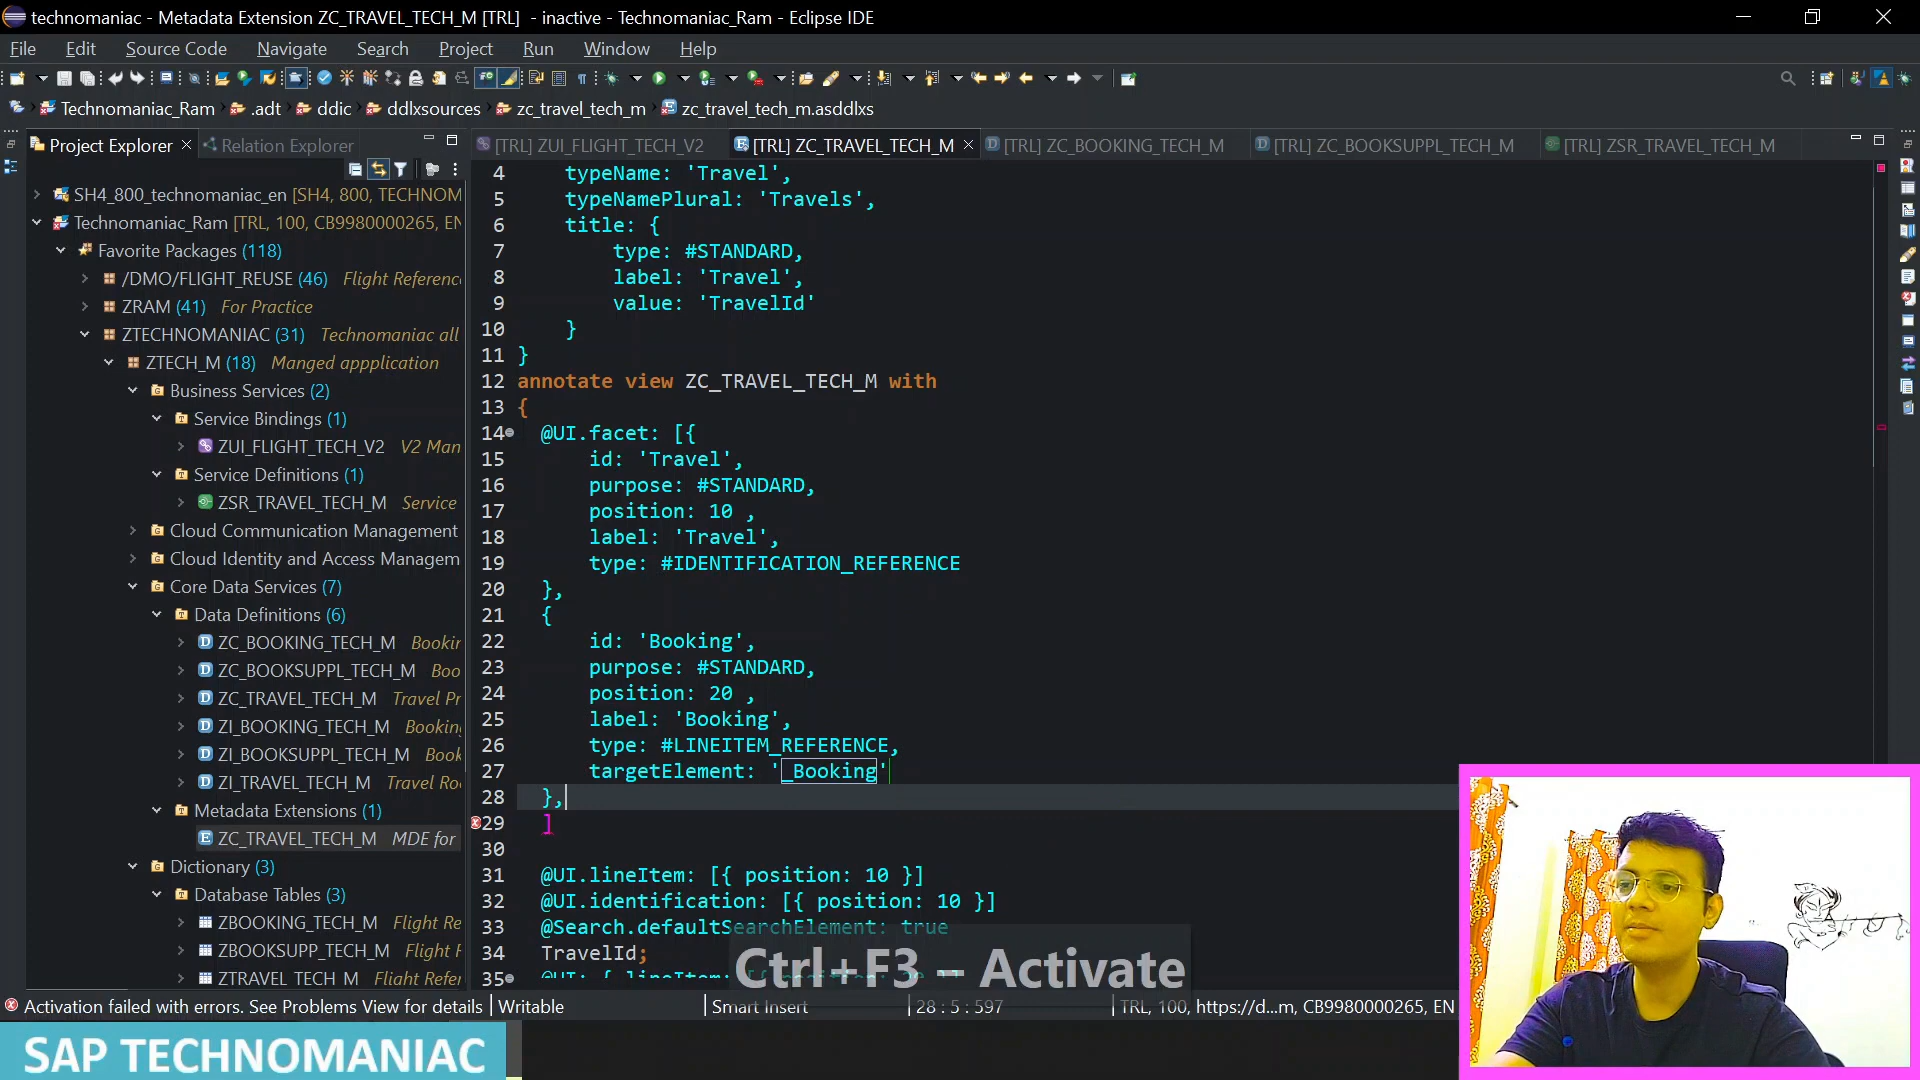 technomaniac - Metadata Extension ZC_TRAVEL_TECH_M [TRL] - inactive - Technomaniac_Ram - Eclipse IDE
File Edit Source Code Navigate Search Project Run Window Help
Technomaniac_Ram .adt ddic ddlxsources zc_travel_tech_m zc_travel_tech_m.asddlxs
Project Explorer Relation Explorer
[TRL] ZUI_FLIGHT_TECH_V2 [TRL] ZC_TRAVEL_TECH_M [TRL] ZC_BOOKING_TECH_M [TRL] ZC_BOOKSUPPL_TECH_M [TRL] ZSR_TRAVEL_TECH_M
SH4_800_technomaniac_en [SH4, 800, TECHNOM
Technomaniac_Ram [TRL, 100, CB9980000265, EN
Favorite Packages (118)
/DMO/FLIGHT_REUSE (46) Flight Referenc
ZRAM (41) For Practice
ZTECHNOMANIAC (31) Technomaniac all
ZTECH_M (18) Manged appplication
Business Services (2)
Service Bindings (1)
ZUI_FLIGHT_TECH_V2 V2 Man
Service Definitions (1)
ZSR_TRAVEL_TECH_M Service
Cloud Communication Management
Cloud Identity and Access Managem
Core Data Services (7)
Data Definitions (6)
ZC_BOOKING_TECH_M Bookin
ZC_BOOKSUPPL_TECH_M Boo
ZC_TRAVEL_TECH_M Travel Pr
ZI_BOOKING_TECH_M Booking
ZI_BOOKSUPPL_TECH_M Book
ZI_TRAVEL_TECH_M Travel Ro
Metadata Extensions (1)
ZC_TRAVEL_TECH_M MDE for
Dictionary (3)
Database Tables (3)
ZBOOKING_TECH_M Flight Re
ZBOOKSUPP_TECH_M Flight F
ZTRAVEL_TECH_M Flight Refer
4 typeName: 'Travel',
5 typeNamePlural: 'Travels',
6 title: {
7 type: #STANDARD,
8 label: 'Travel',
9 value: 'TravelId'
10 }
11 }
12 annotate view ZC_TRAVEL_TECH_M with
13 {
14 @UI.facet: [{
15 id: 'Travel',
16 purpose: #STANDARD,
17 position: 10 ,
18 label: 'Travel',
19 type: #IDENTIFICATION_REFERENCE
20 },
21 {
22 id: 'Booking',
23 purpose: #STANDARD,
24 position: 20 ,
25 label: 'Booking',
26 type: #LINEITEM_REFERENCE,
27 targetElement: '_Booking'
28 },
29 ]
30
31 @UI.lineItem: [{ position: 10 }]
32 @UI.identification: [{ position: 10 }]
33 @Search.defaultSearchElement: true
34 TravelId;
35 @UI: { lineItem: [{ position: 20 }]
Ctrl+F3 – Activate
Activation failed with errors. See Problems View for details Writable Smart Insert 28 : 5 : 597 TRL, 100, https://d...m, CB9980000265, EN
SAP TECHNOMANIAC